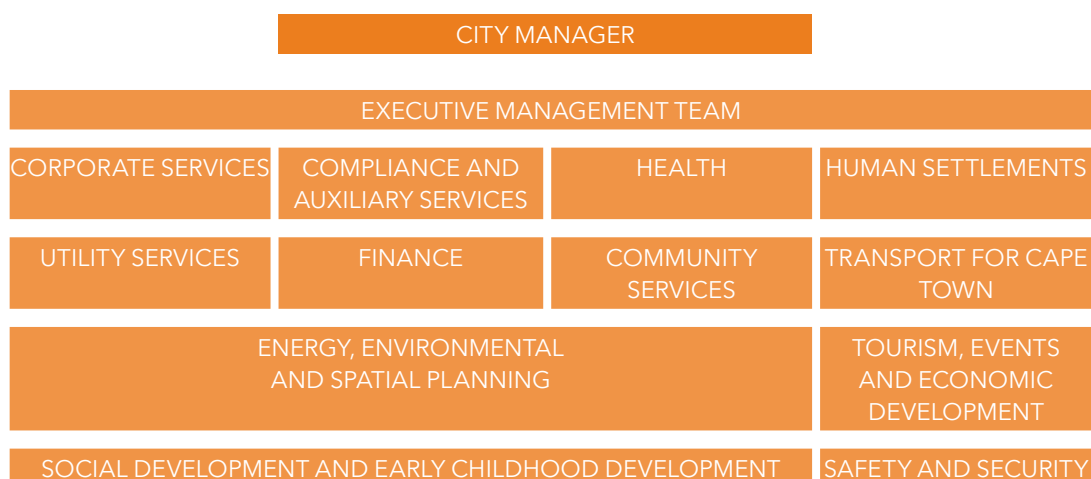 CITY MANAGER
EXECUTIVE MANAGEMENT TEAM
CORPORATE SERVICES
COMPLIANCE AND
AUXILIARY SERVICES
HEALTH
HUMAN SETTLEMENTS
UTILITY SERVICES
FINANCE
COMMUNITY
SERVICES
TRANSPORT FOR CAPE
TOWN
ENERGY, ENVIRONMENTAL
AND SPATIAL PLANNING
TOURISM, EVENTS
AND ECONOMIC
DEVELOPMENT
SOCIAL DEVELOPMENT AND EARLY CHILDHOOD DEVELOPMENT
SAFETY AND SECURITY